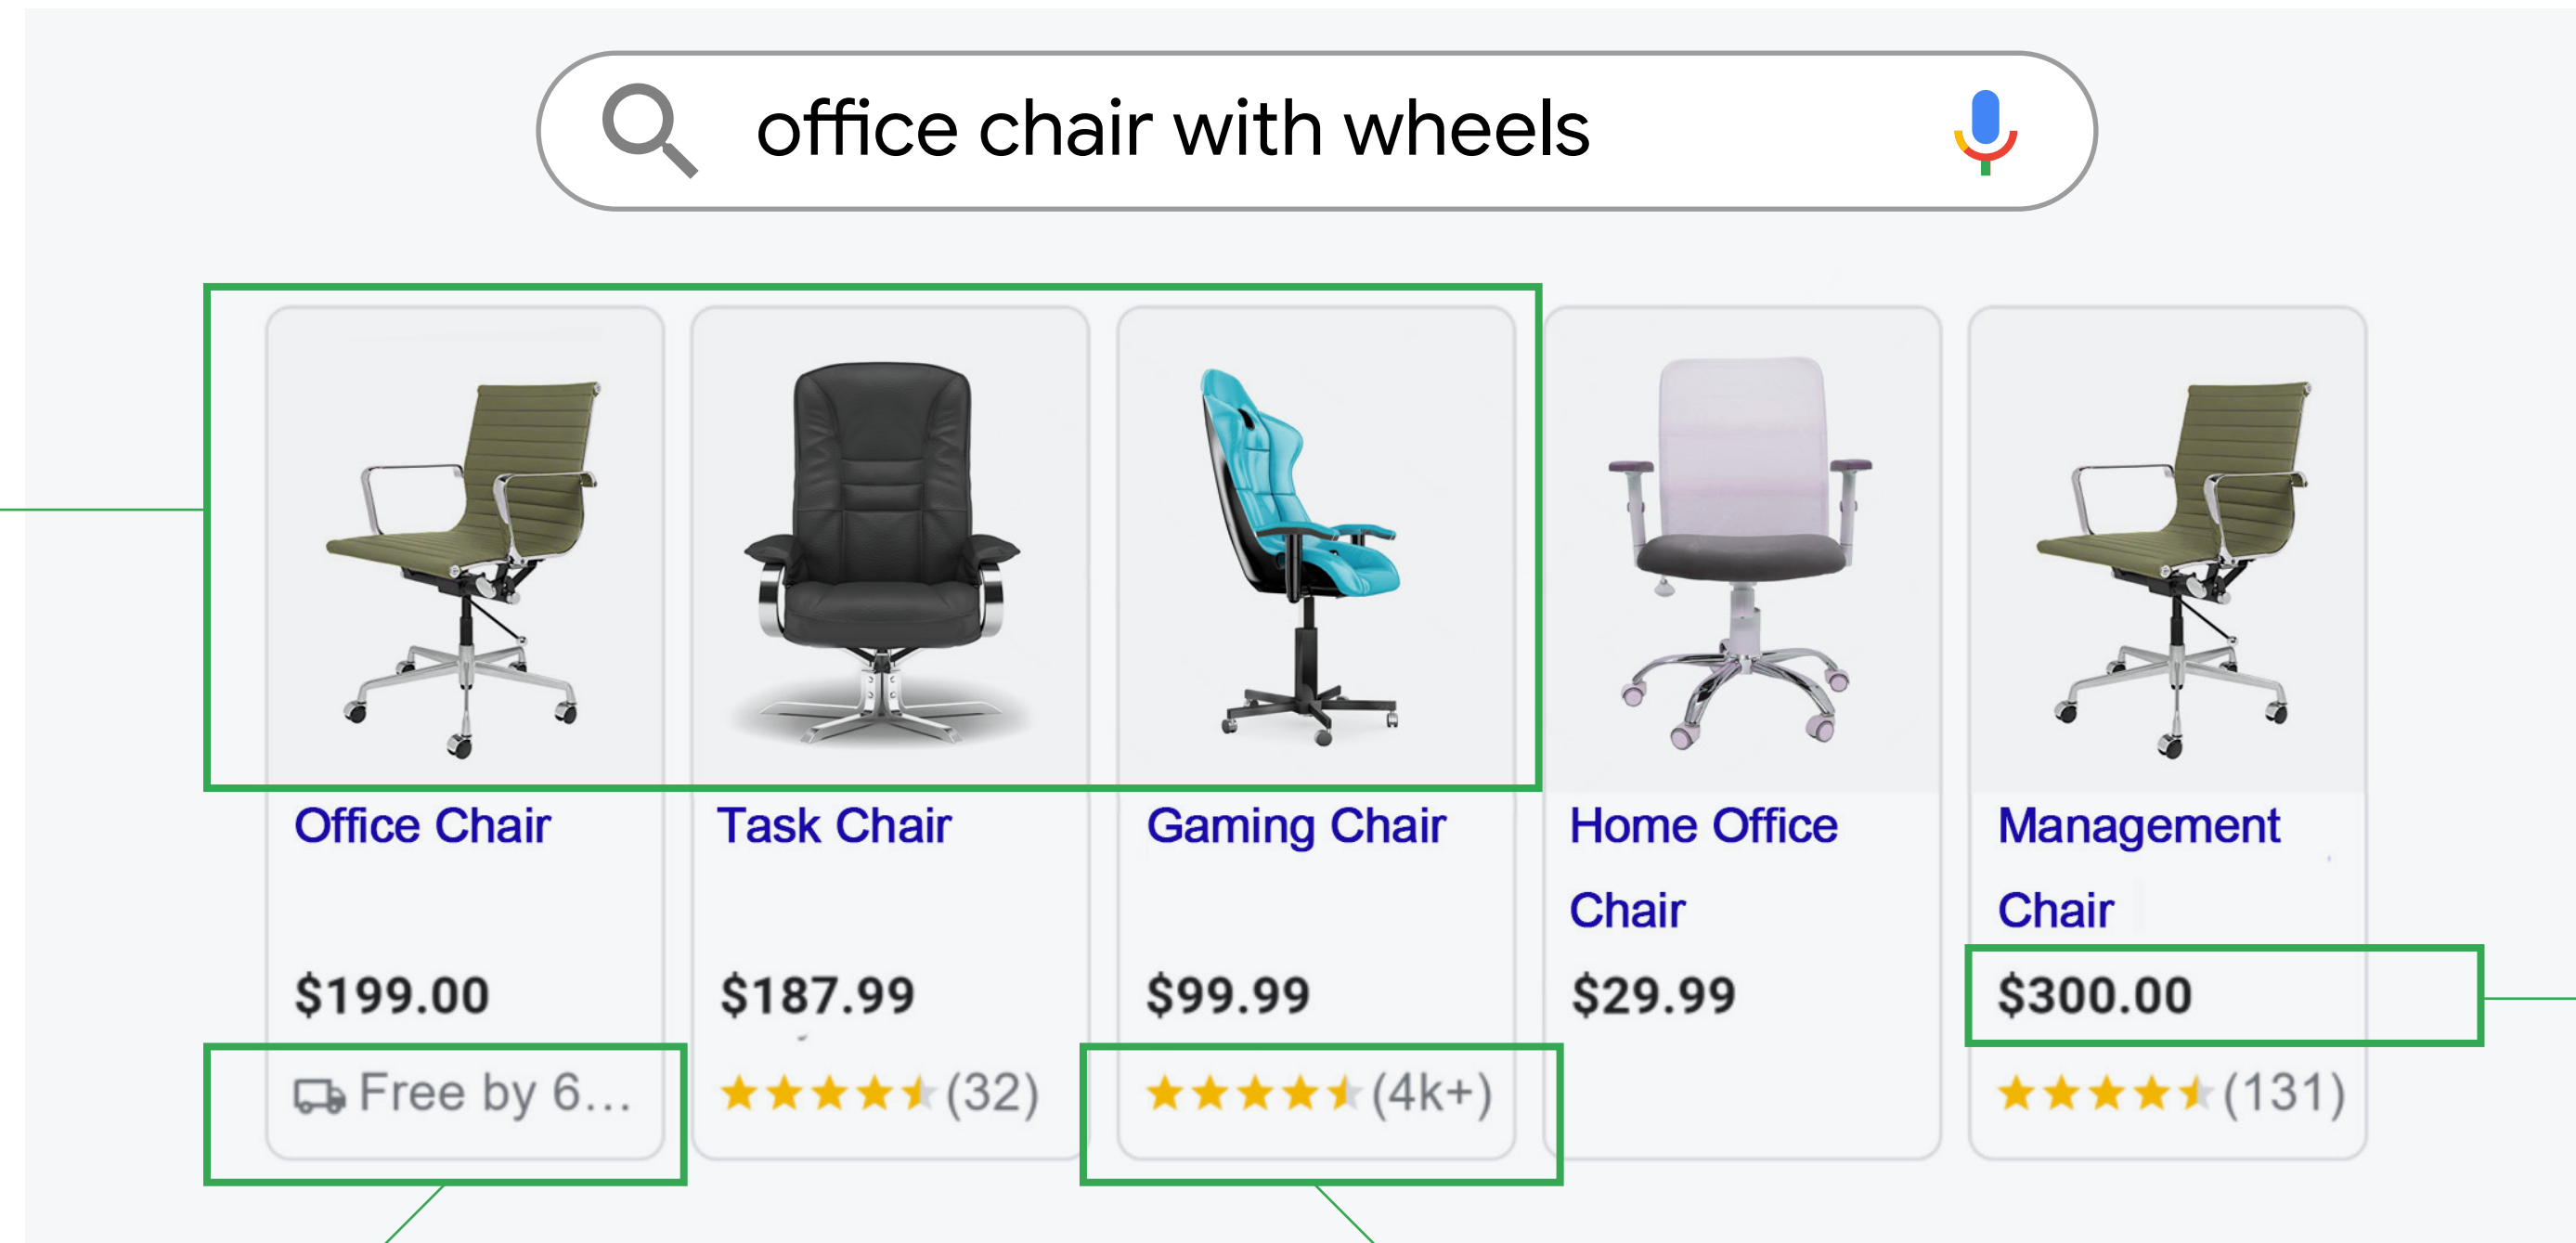 office chair with wheels
Office Chair
$199.00
Free by 6...
Task Chair
$187.99
(32)
Gaming Chair
$99.99
(4k+)
Home Office
Chair
$29.99
Management
Chair
$300.00
(131)